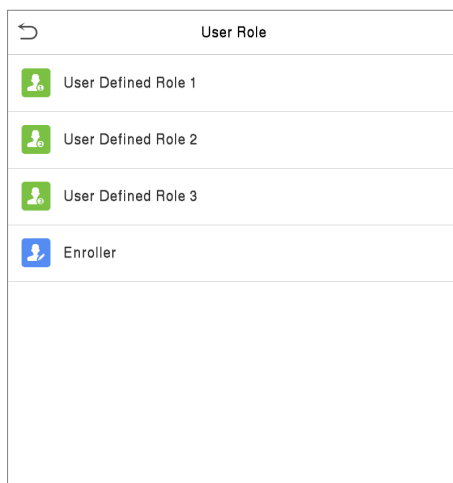 User Role
User Defined Role 1
User Defined Role 2
User Defined Role 3
Enroller